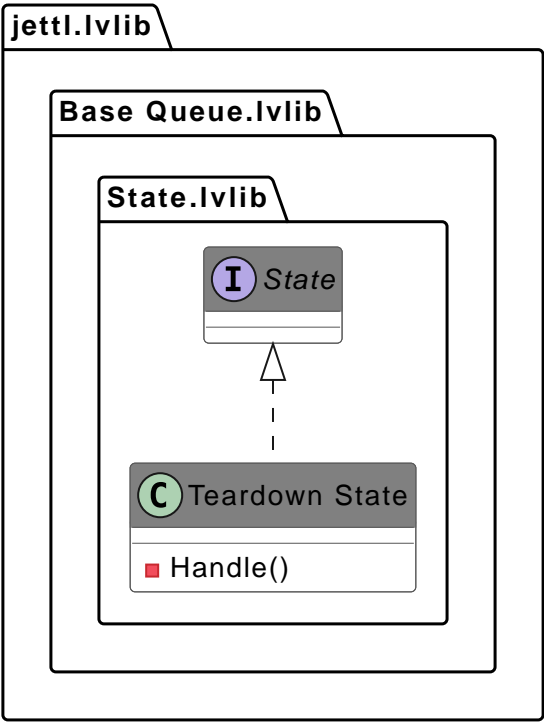 jettl.lvlib
Base Queue.lvlib
State.lvlib
I State
C Teardown State
Handle()